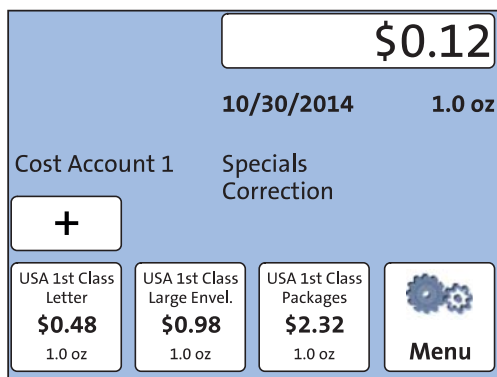 $0.12
10/30/2014 1.0 oz
Cost Account 1 Specials
Correction
+
USA 1st Class USA 1st Class USA 1st Class
Letter Large Envel. Packages
$0.48 $0.98 $2.32
1.0 oz 1.0 oz 1.0 oz Menu